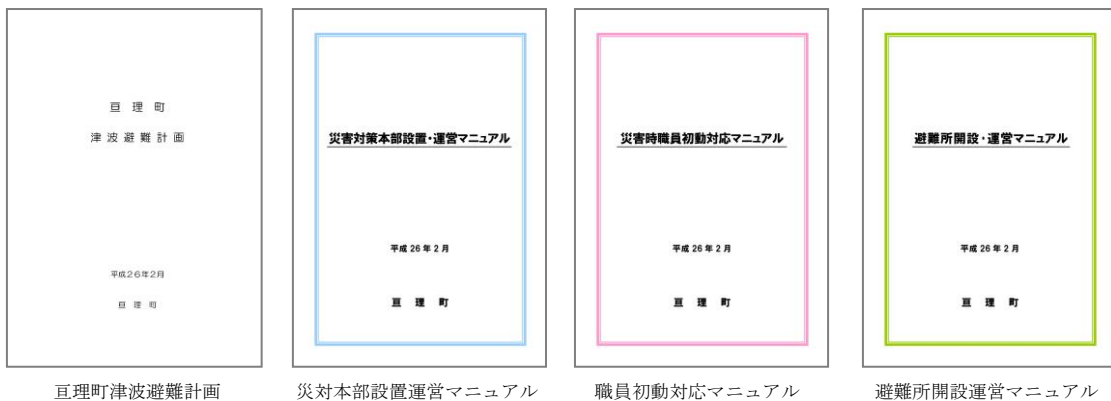 亘 理 町
津 波 避 難 計 画
平成26年2月
亘 理 町
災害対策本部設置・運営マニュアル
平成 26 年 2 月
亘 理 町
災害時職員初動対応マニュアル
平成 26 年 2 月
亘 理 町
避難所開設・運営マニュアル
平成 26 年 2 月
亘 理 町
亘理町津波避難計画
災対本部設置運営マニュアル
職員初動対応マニュアル
避難所開設運営マニュアル